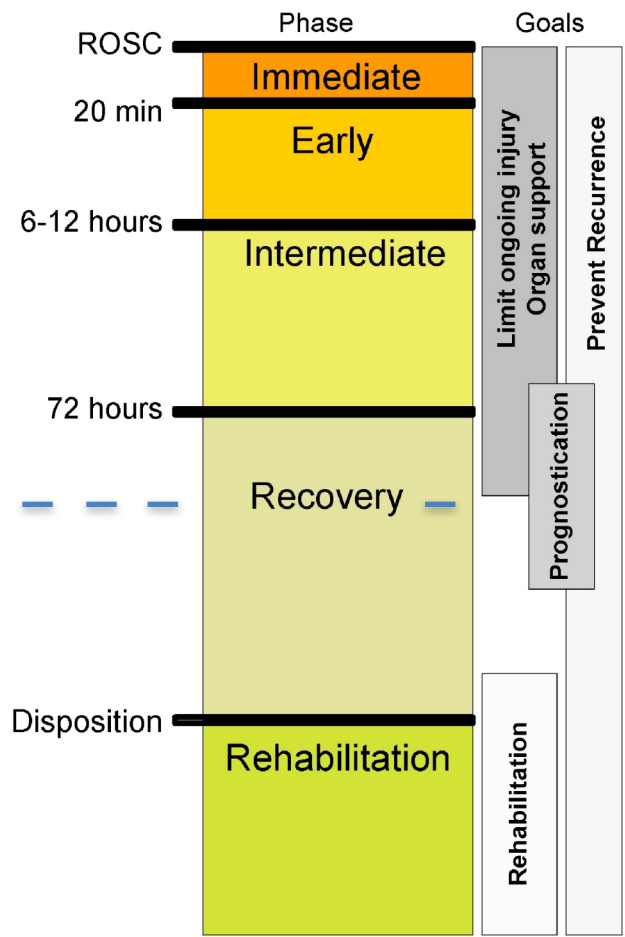 Phase
Goals
ROSC
Immediate
20 min
Early
6-12 hours
Intermediate
72 hours
Recovery
Disposition
Rehabilitation
Limit ongoing injury
Organ support
Prevent Recurrence
Prognostication
Rehabilitation